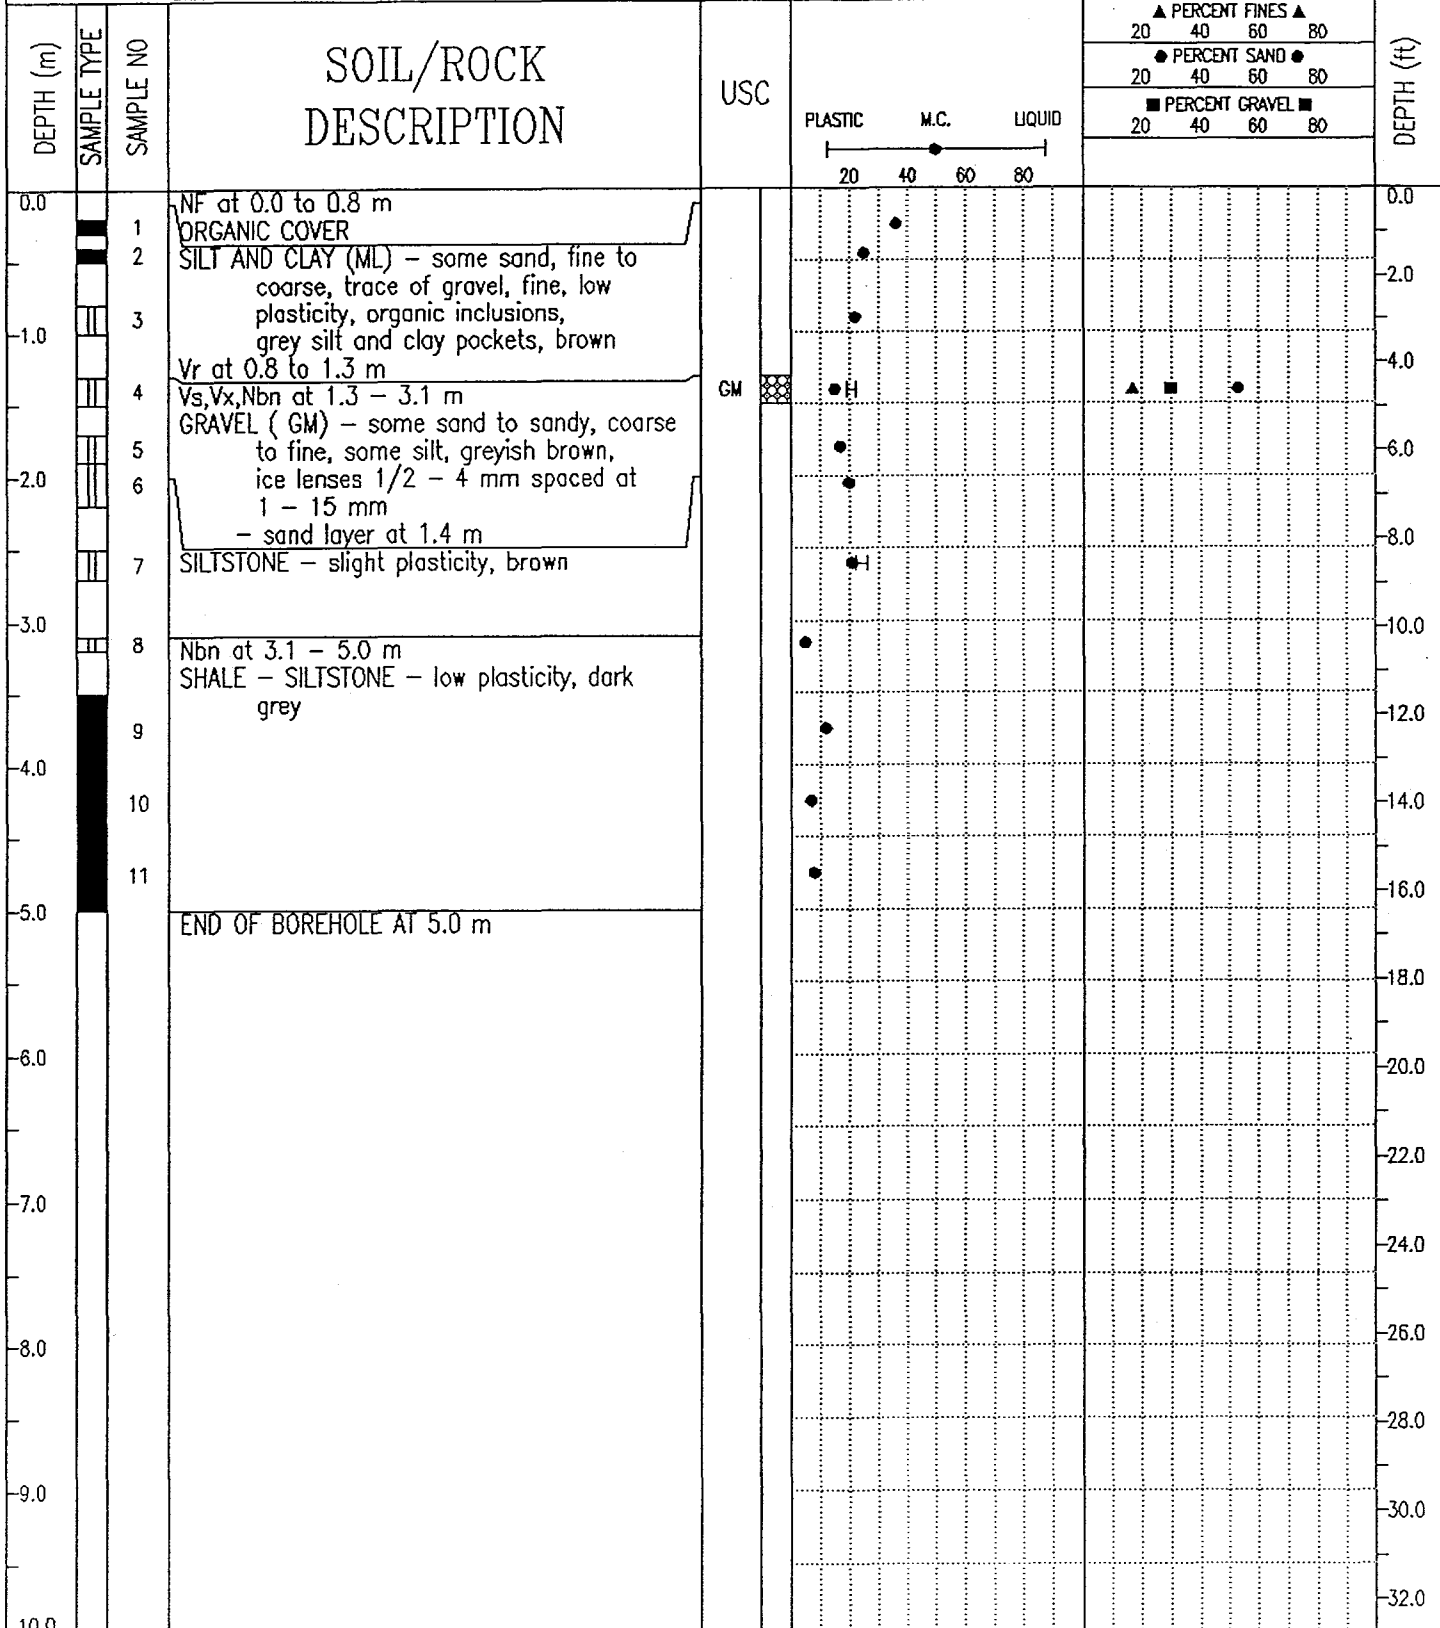 DEPTH (m)
SAMPLE TYPE
SAMPLE NO
SOIL/ROCK
DESCRIPTION
USC
PLASTIC M.C. LIQUID
20 40 60 80
▲ PERCENT FINES ▲
20 40 60 80
● PERCENT SAND ●
20 40 60 80
■ PERCENT GRAVEL ■
20 40 60 80
DEPTH (ft)
0.0
1.0
2.0
3.0
4.0
5.0
6.0
7.0
8.0
9.0
10.0
1
2
3
4
5
6
7
8
9
10
11
NF at 0.0 to 0.8 m
ORGANIC COVER
SILT AND CLAY (ML) – some sand, fine to
coarse, trace of gravel, fine, low
plasticity, organic inclusions,
grey silt and clay pockets, brown
Vr at 0.8 to 1.3 m
Vs,Vx,Nbn at 1.3 – 3.1 m
GRAVEL ( GM) – some sand to sandy, coarse
to fine, some silt, greyish brown,
ice lenses 1/2 – 4 mm spaced at
1 – 15 mm
– sand layer at 1.4 m
SILTSTONE – slight plasticity, brown
Nbn at 3.1 – 5.0 m
SHALE – SILTSTONE – low plasticity, dark
grey
END OF BOREHOLE AT 5.0 m
GM
0.0
2.0
4.0
6.0
8.0
10.0
12.0
14.0
16.0
18.0
20.0
22.0
24.0
26.0
28.0
30.0
32.0